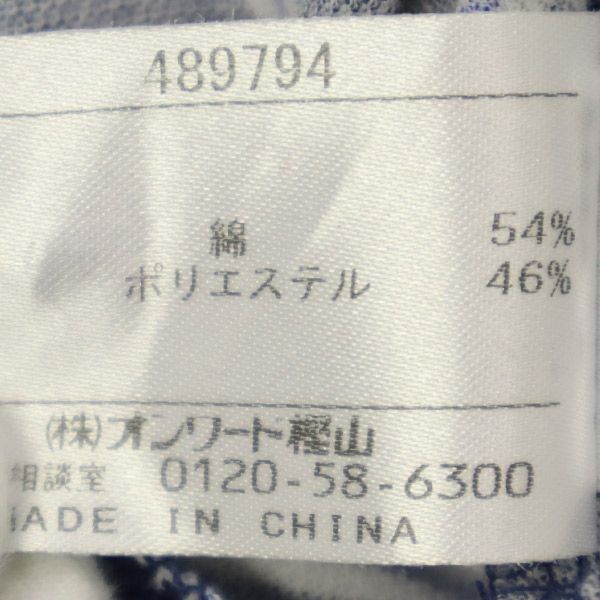 489794
綿 54%
ポリエステル 46%
(株)オンワード樫山
相談室 0120-58-6300
MADE IN CHINA